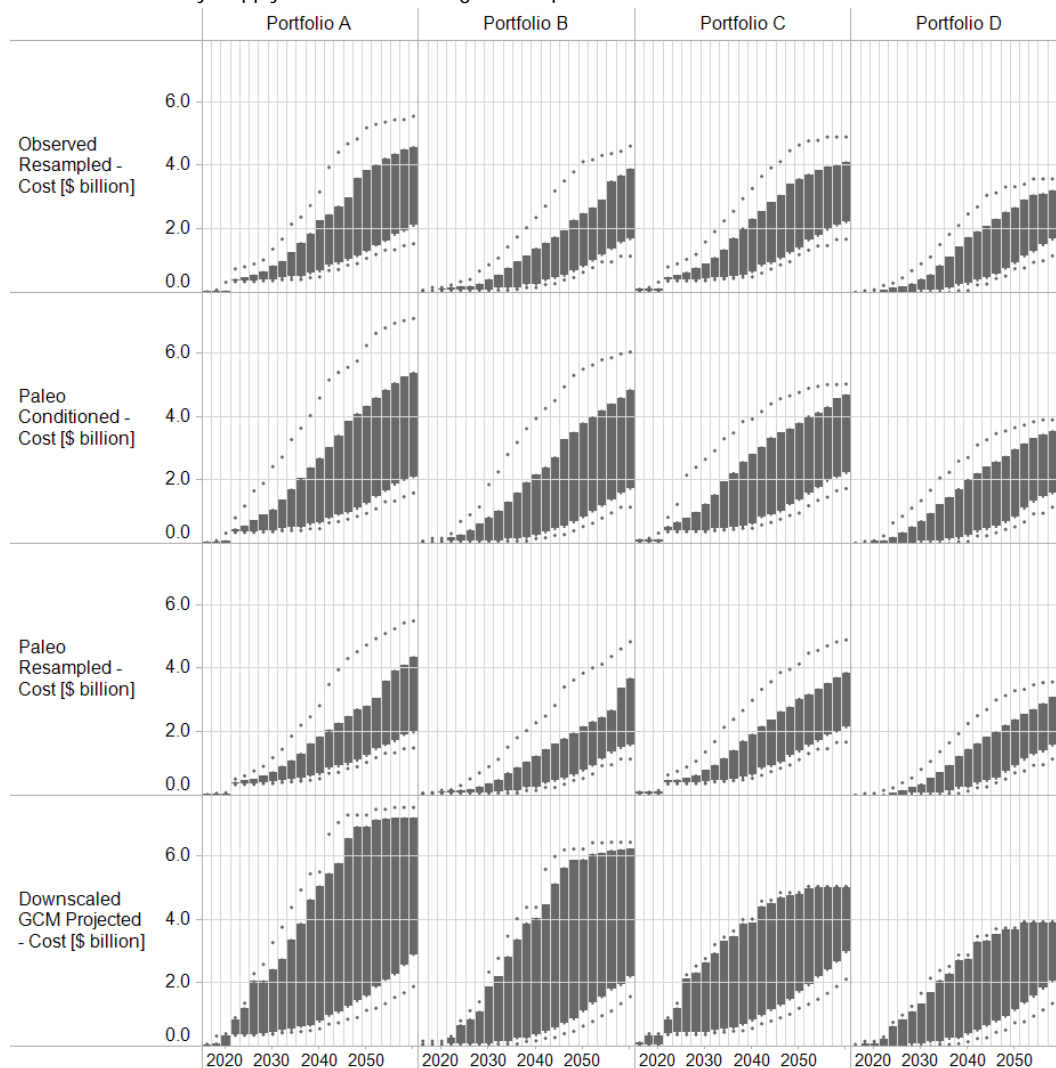 Portfolio A Portfolio B Portfolio C Portfolio D
Observed
Resampled -
Cost [$ billion]
6.0
4.0
2.0
0.0
Paleo
Conditioned -
Cost [$ billion]
6.0
4.0
2.0
0.0
Paleo
Resampled -
Cost [$ billion]
6.0
4.0
2.0
0.0
Downscaled
GCM Projected
- Cost [$ billion]
6.0
4.0
2.0
0.0
2020 2030 2040 2050 2020 2030 2040 2050 2020 2030 2040 2050 2020 2030 2040 2050